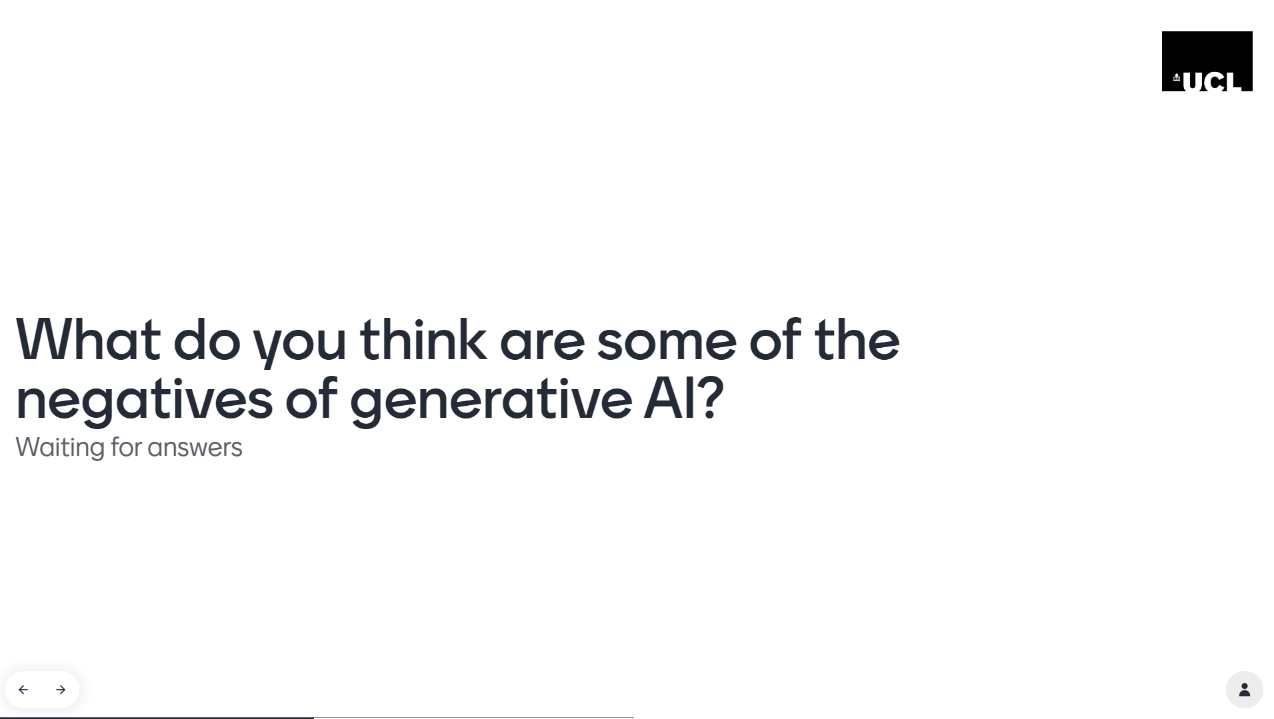 UCL
What do you think are some of the
negatives of generative AI?
Waiting for answers